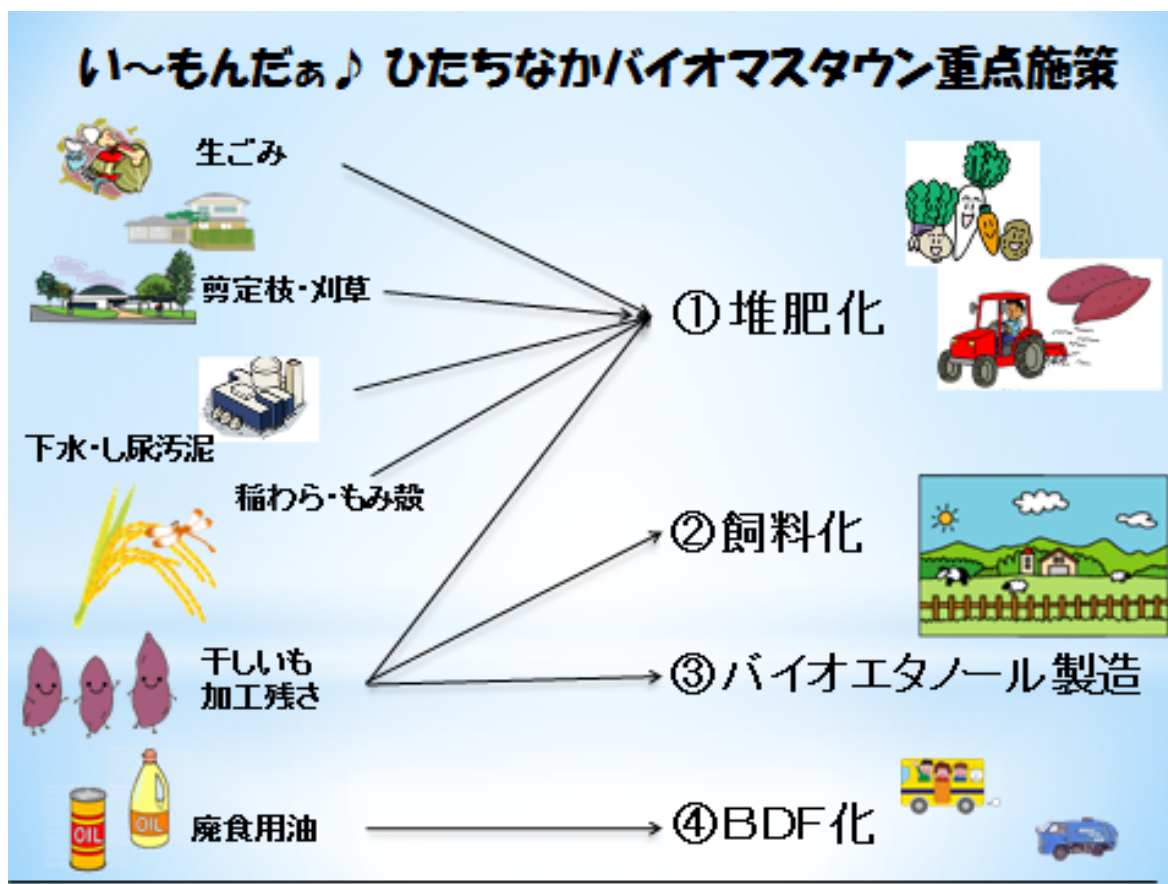 い～もんだぁ♪ ひたちなかバイオマスタウン重点施策
生ごみ
剪定枝・刈草
①堆肥化
下水・し尿汚泥
稲わら・もみ殻
②飼料化
干しいも
加工残さ
③バイオエタノール製造
OIL
OIL
廃食用油
④BDF化